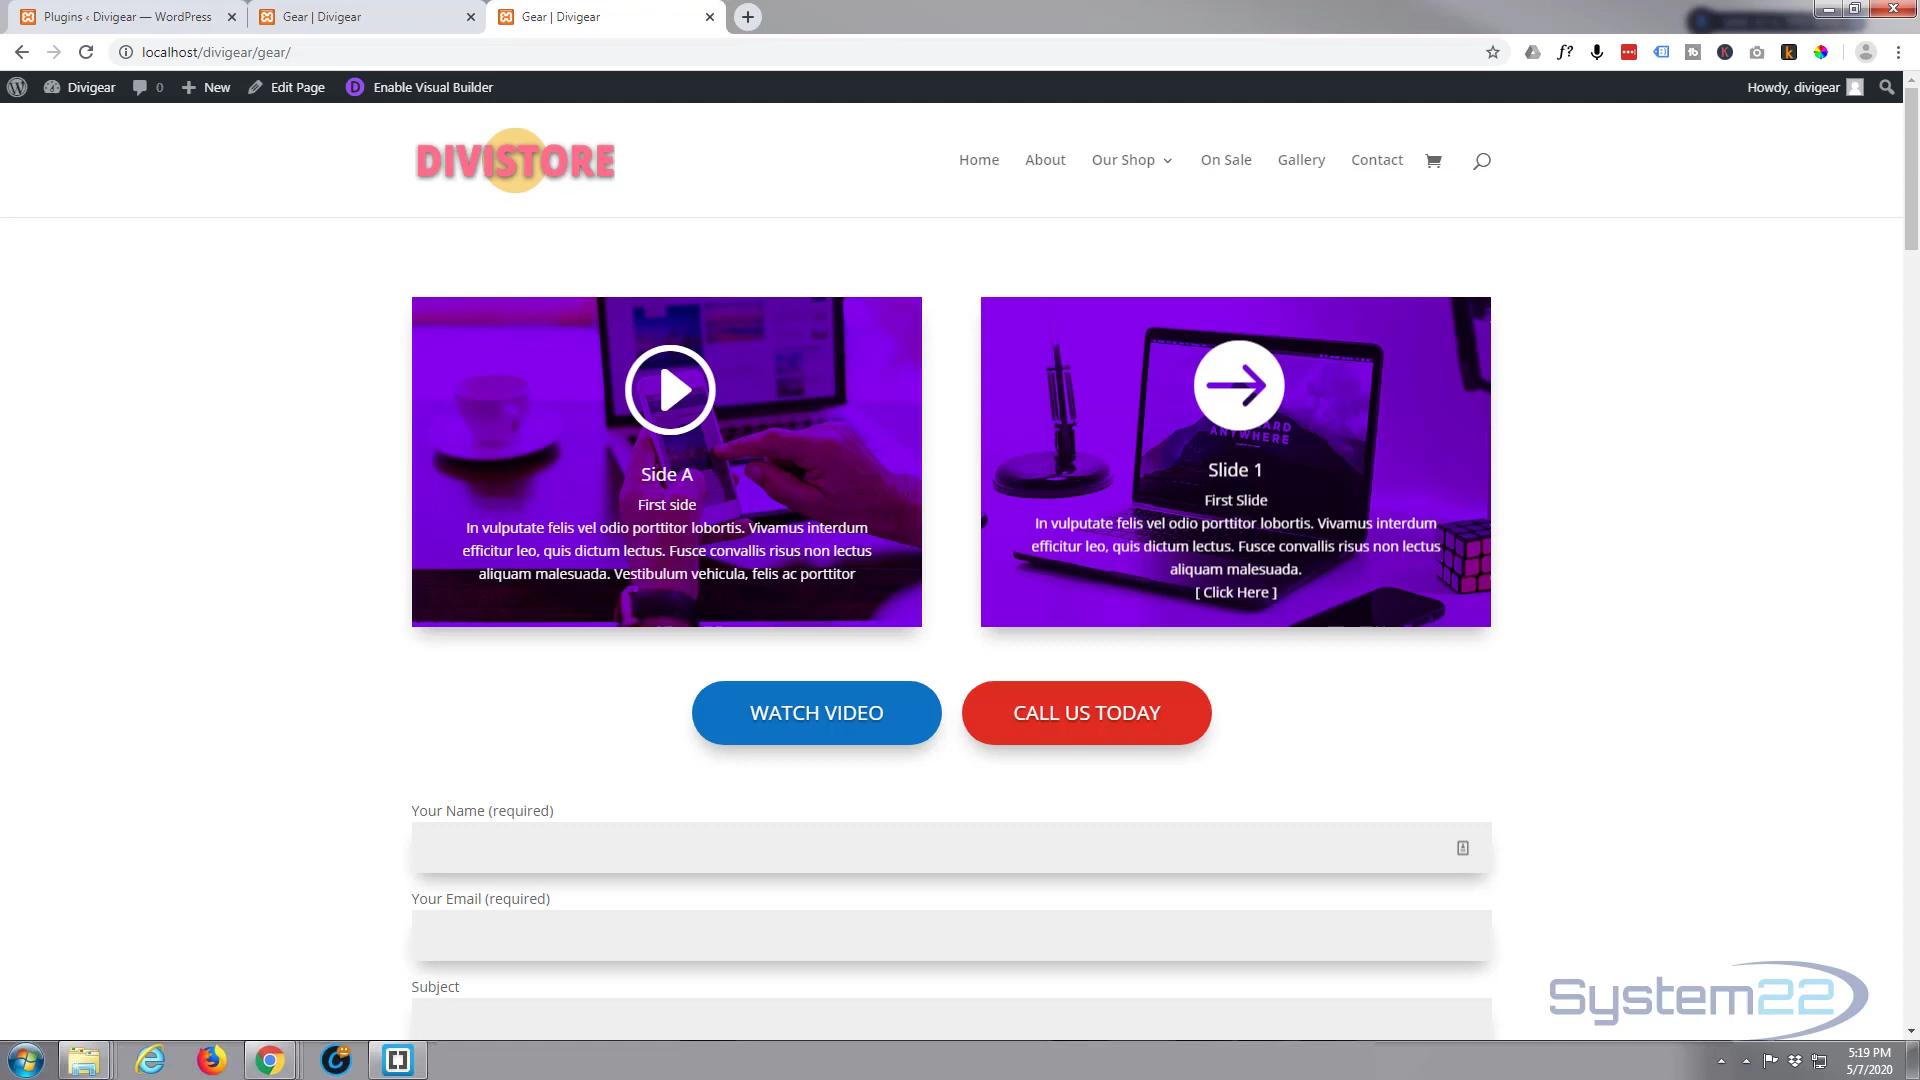 Plugins ‹ Divigear — WordPress
Gear | Divigear
Gear | Divigear
localhost/divigear/gear/
Divigear
0
New
Edit Page
Enable Visual Builder
Howdy, divigear
DIVISTORE
Home
About
Our Shop
On Sale
Gallery
Contact
Side A
First side
In vulputate felis vel odio porttitor lobortis. Vivamus interdum
efficitur leo, quis dictum lectus. Fusce convallis risus non lectus
aliquam malesuada. Vestibulum vehicula, felis ac porttitor
ANYWHERE
Slide 1
First Slide
In vulputate felis vel odio porttitor lobortis. Vivamus interdum
efficitur leo, quis dictum lectus. Fusce convallis risus non lectus
aliquam malesuada.
[ Click Here ]
WATCH VIDEO
CALL US TODAY
Your Name (required)
Your Email (required)
Subject
System22
5:19 PM
5/7/2020